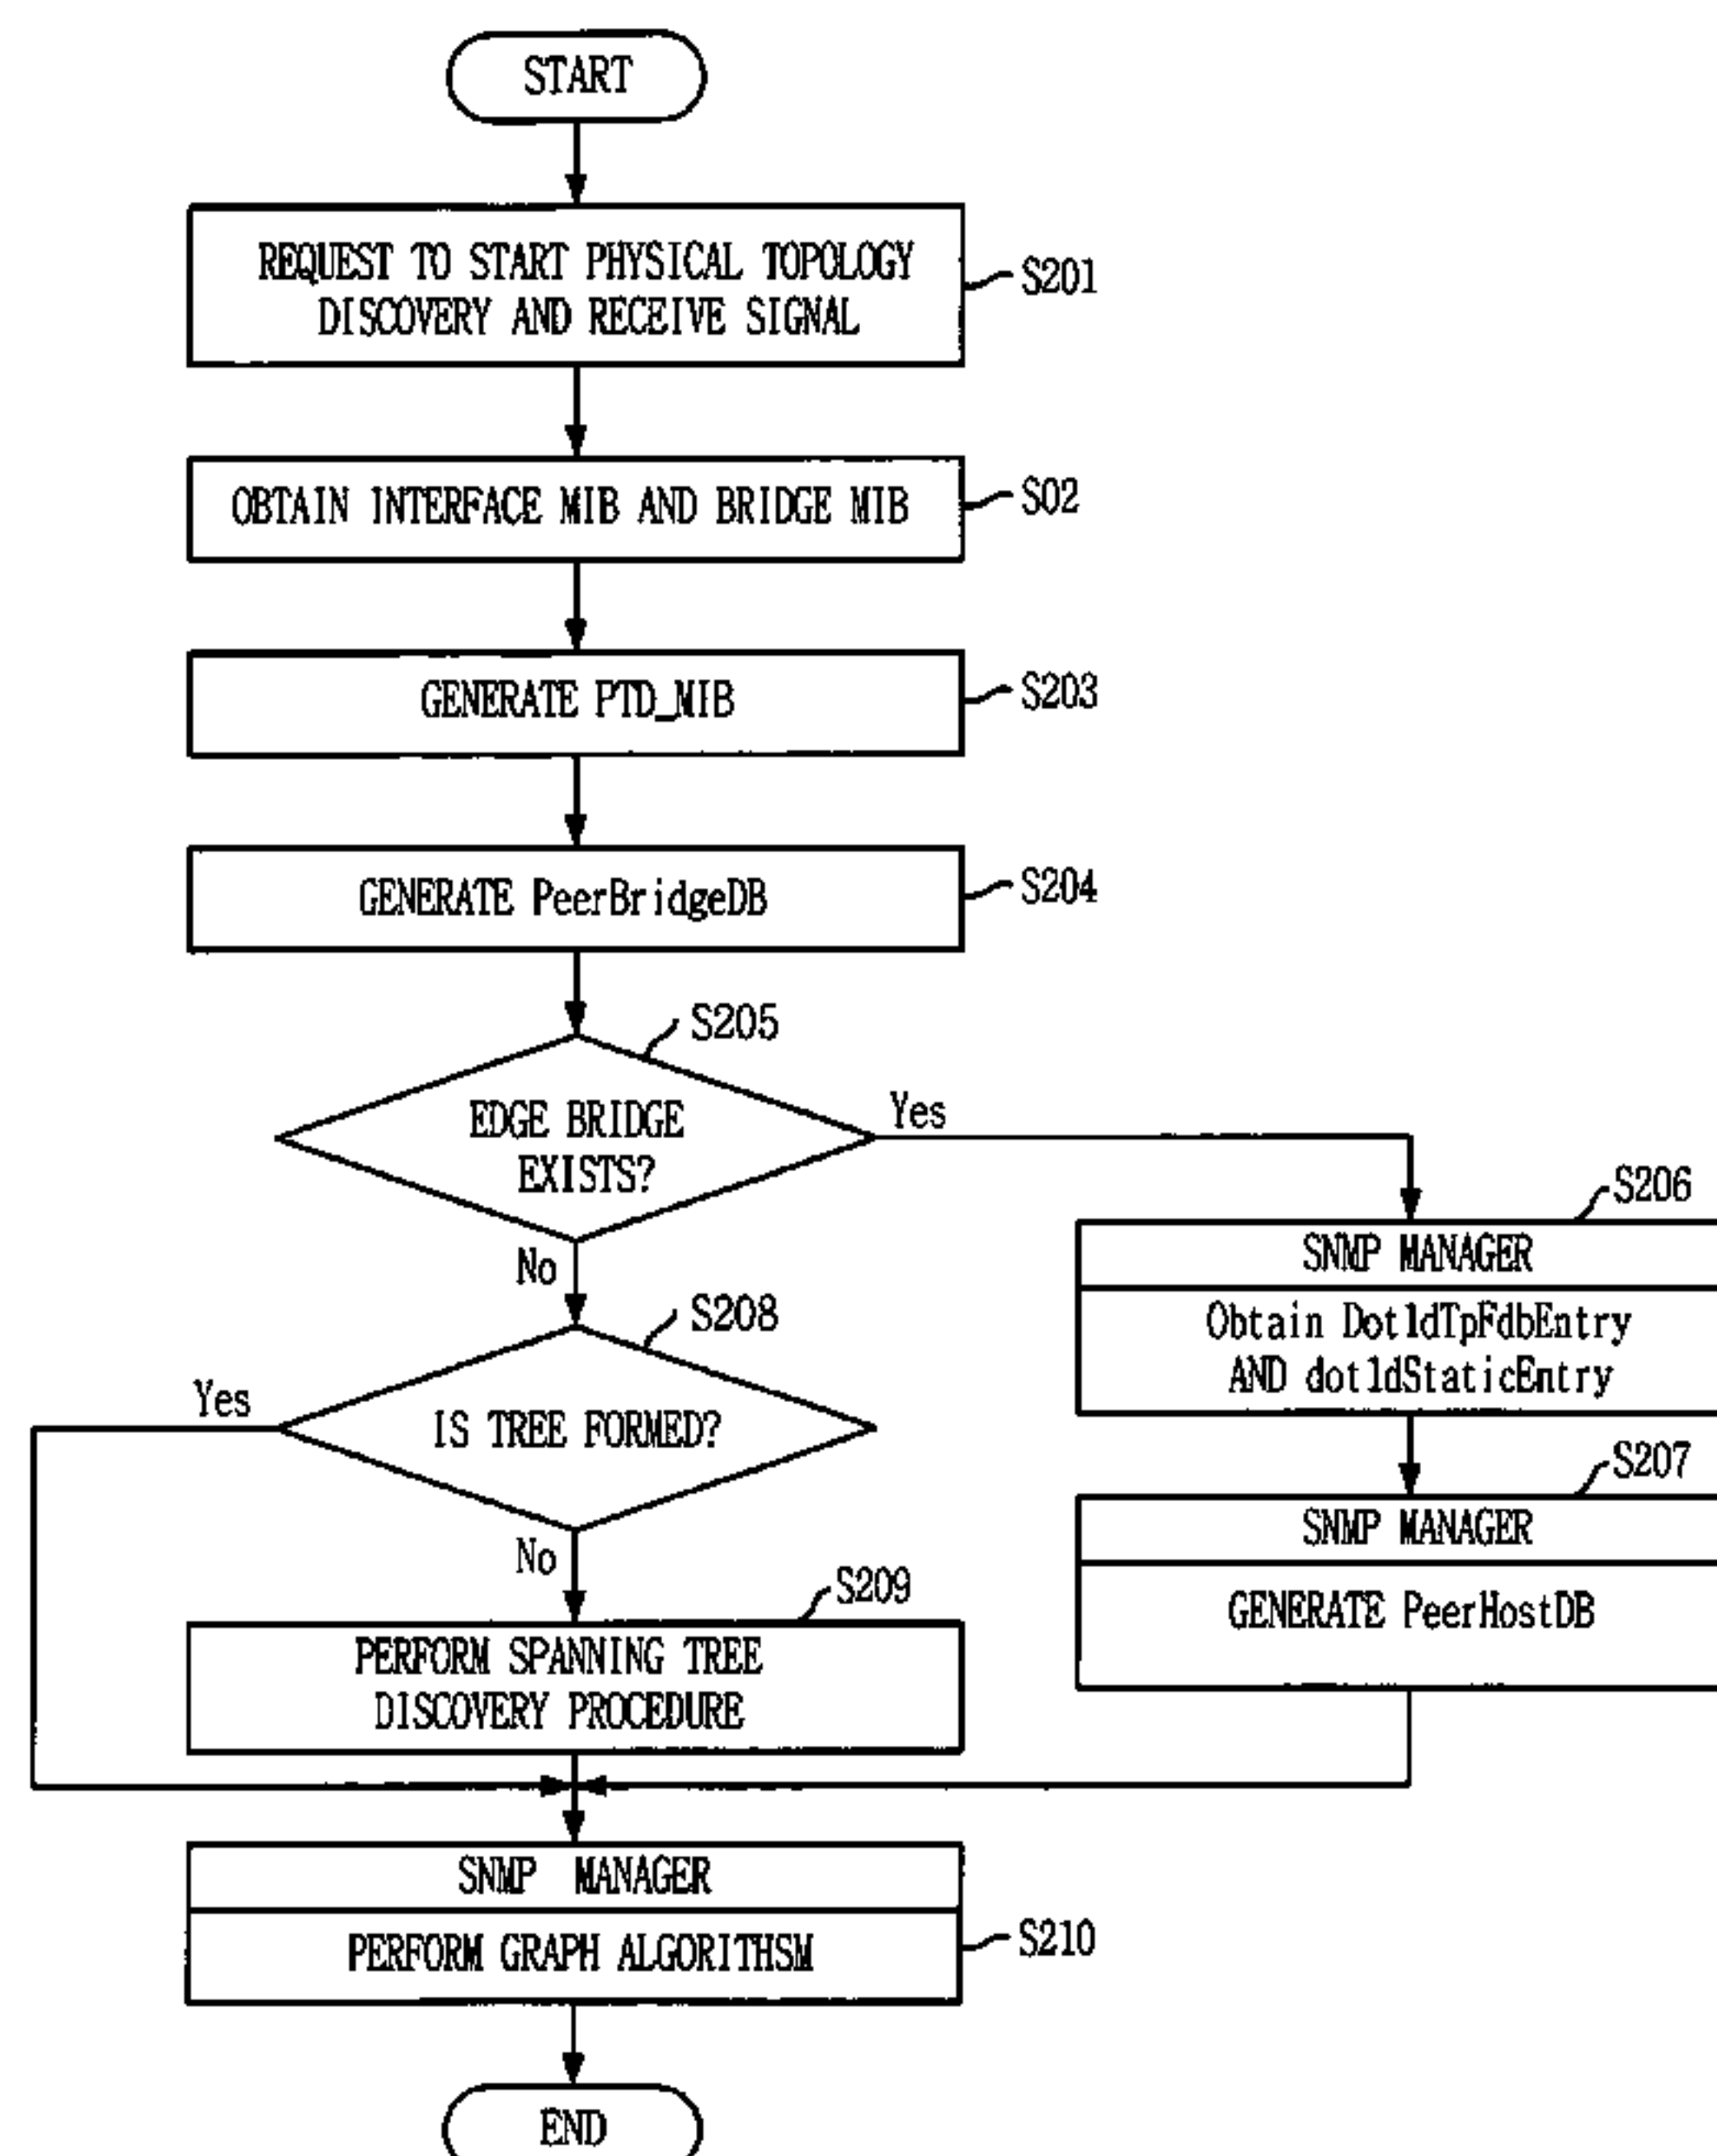 START
REQUEST TO START PHYSICAL TOPOLOGY
DISCOVERY AND RECEIVE SIGNAL
S201
OBTAIN INTERFACE MIB AND BRIDGE MIB
S02
GENERATE PTD_MIB
S203
GENERATE PeerBridgeDB
S204
S205
EDGE BRIDGE
EXISTS?
Yes
No
S206
SNMP MANAGER
Obtain Dot1dTpFdbEntry
AND dot1dStaticEntry
S208
IS TREE FORMED?
Yes
No
S207
SNMP MANAGER
GENERATE PeerHostDB
S209
PERFORM SPANNING TREE
DISCOVERY PROCEDURE
SNMP MANAGER
PERFORM GRAPH ALGORITHSM
S210
END